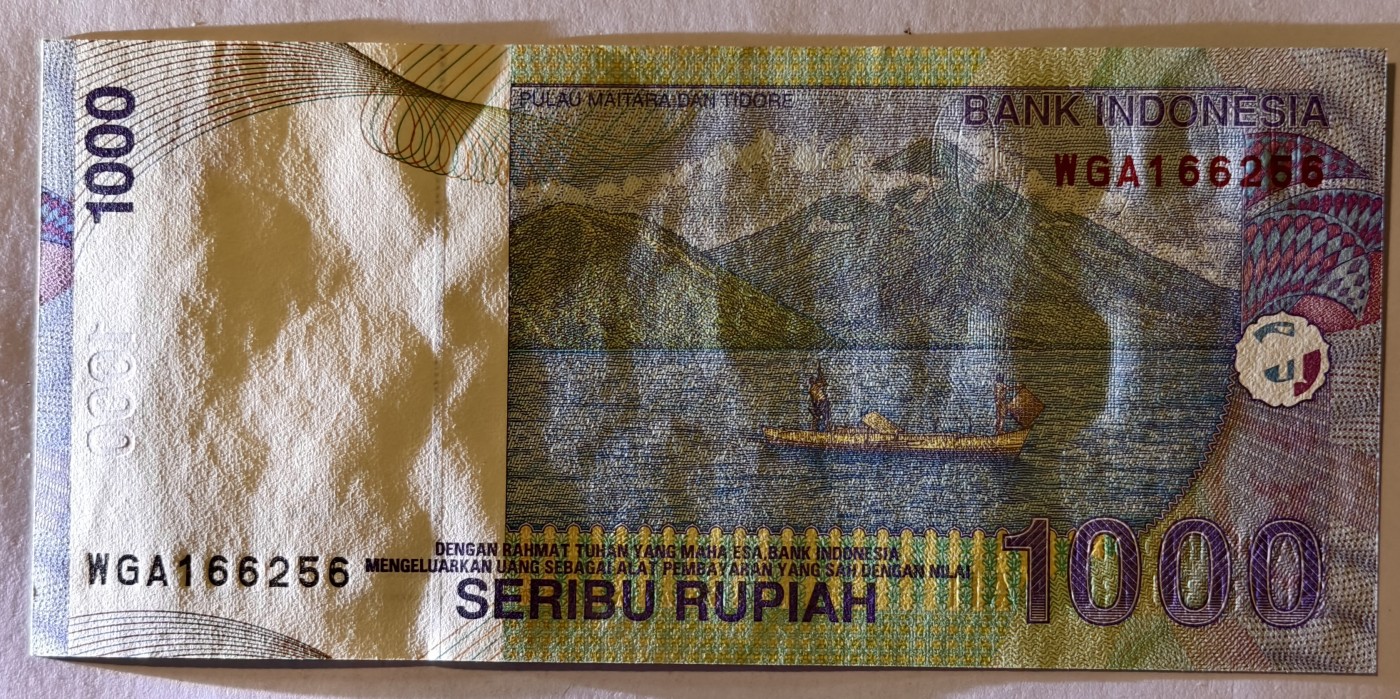 1000
PULAU MAITARA DAN TIDORE
BANK INDONESIA
WGA166256
WGA166256
DENGAN RAHMAT TUHAN YANG MAHA ESA, BANK INDONESIA
MENGELUARKAN UANG SEBAGAI ALAT PEMBAYARAN YANG SAH DENGAN NILAI
SERIBU RUPIAH
1000